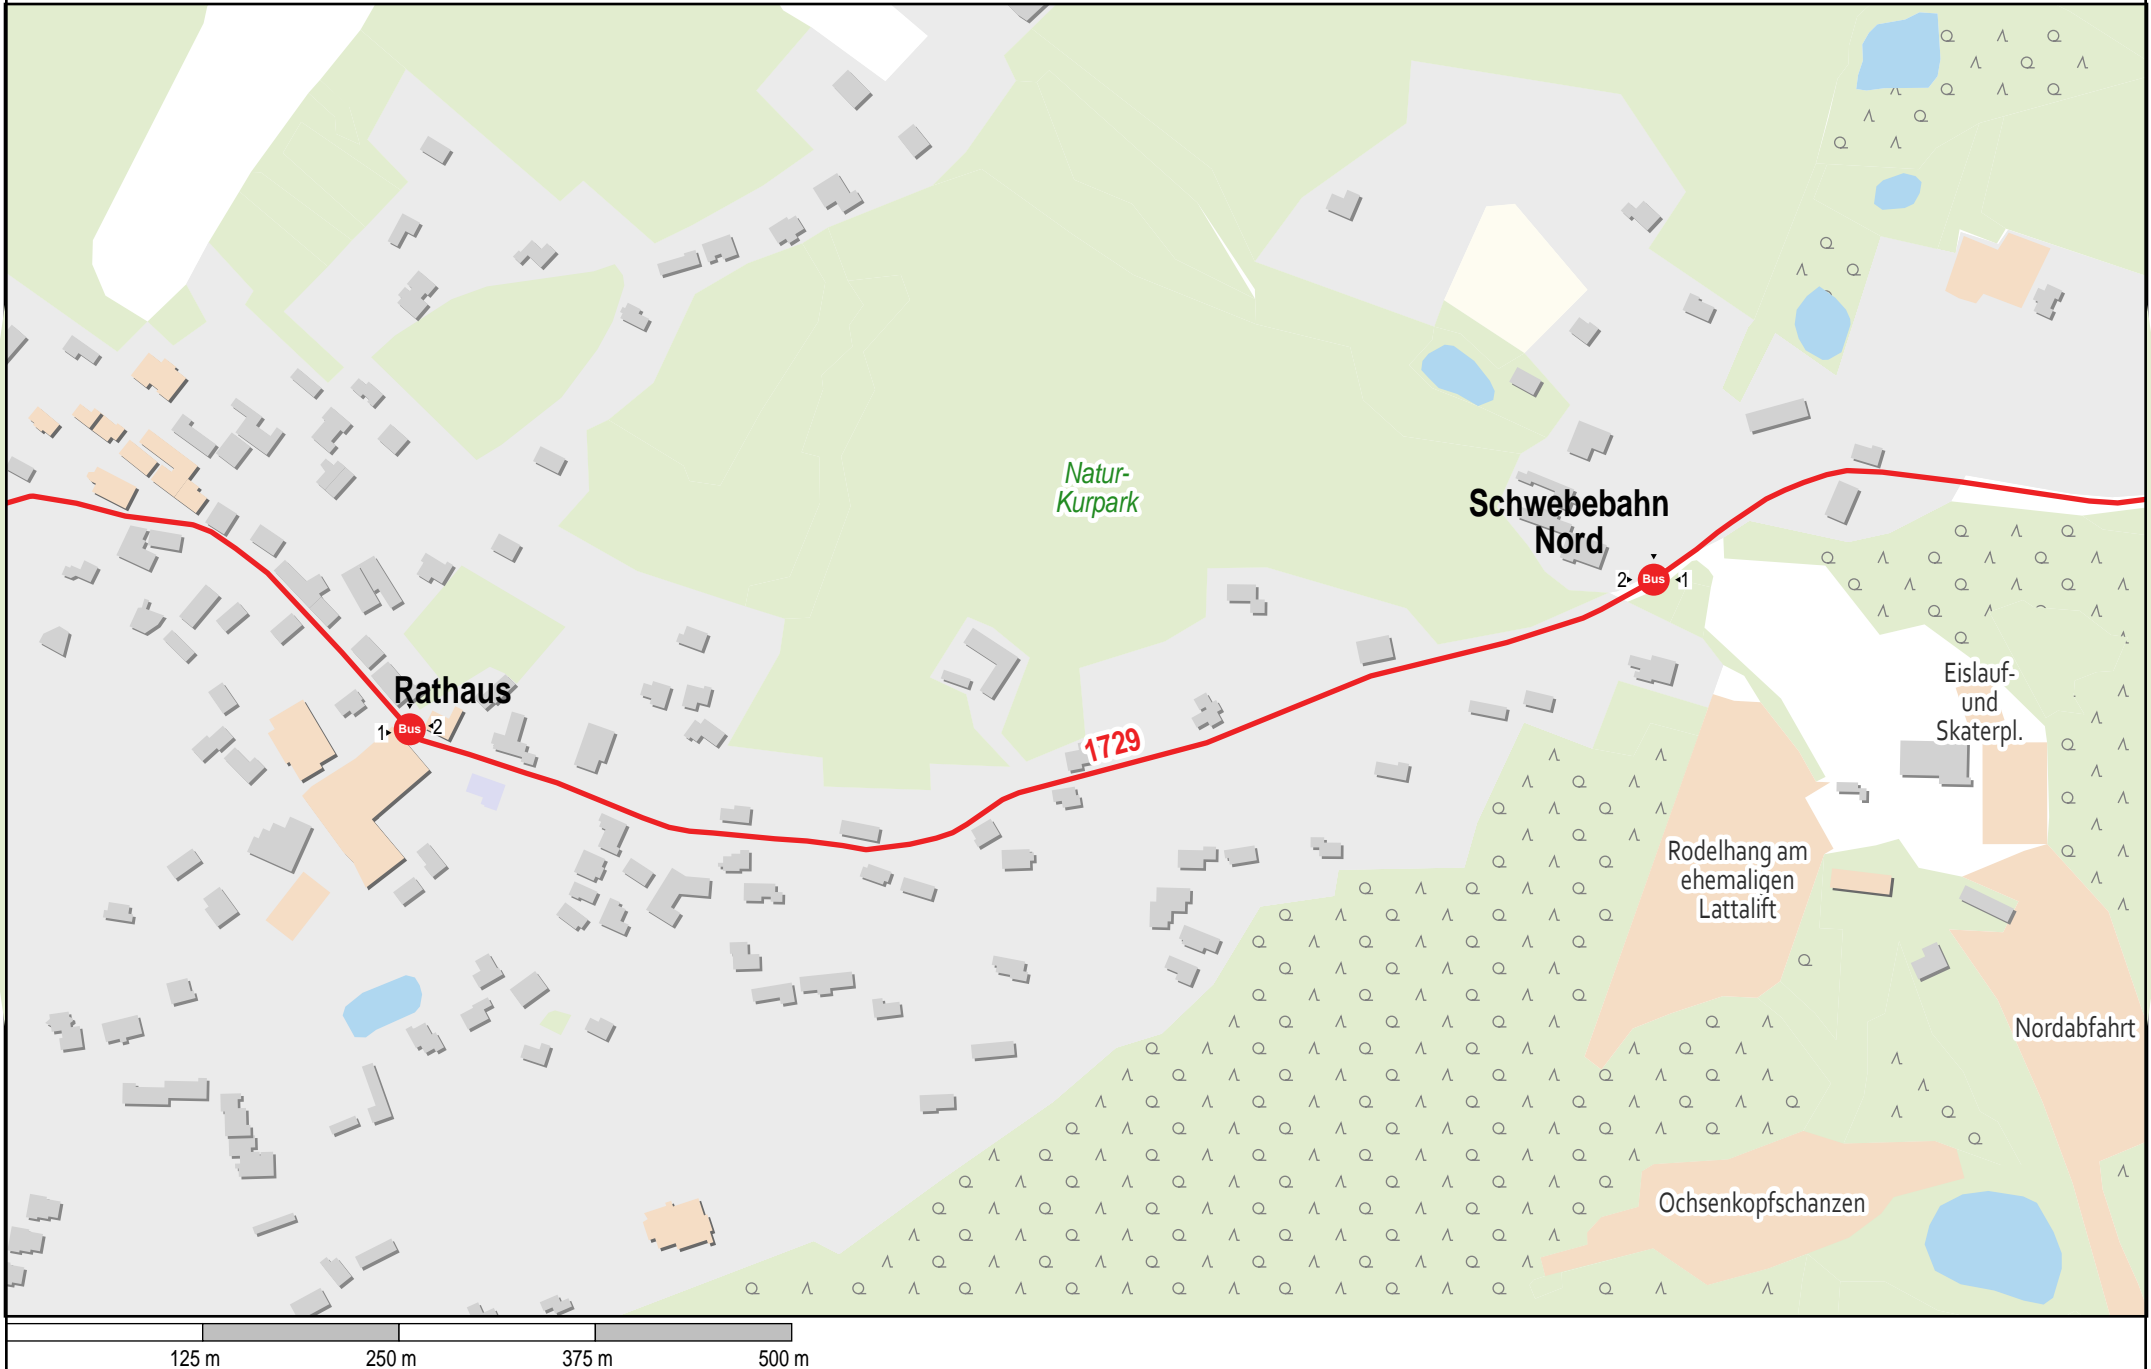 Natur-
Kurpark
Schwebebahn
Nord
2 Bus 1
Rathaus
1 Bus 2
1729
Eislauf-
und
Skaterpl.
Rodelhang am
ehemaligen
Lattalift
Nordabfahrt
Ochsenkopfschanzen
125 m 250 m 375 m 500 m